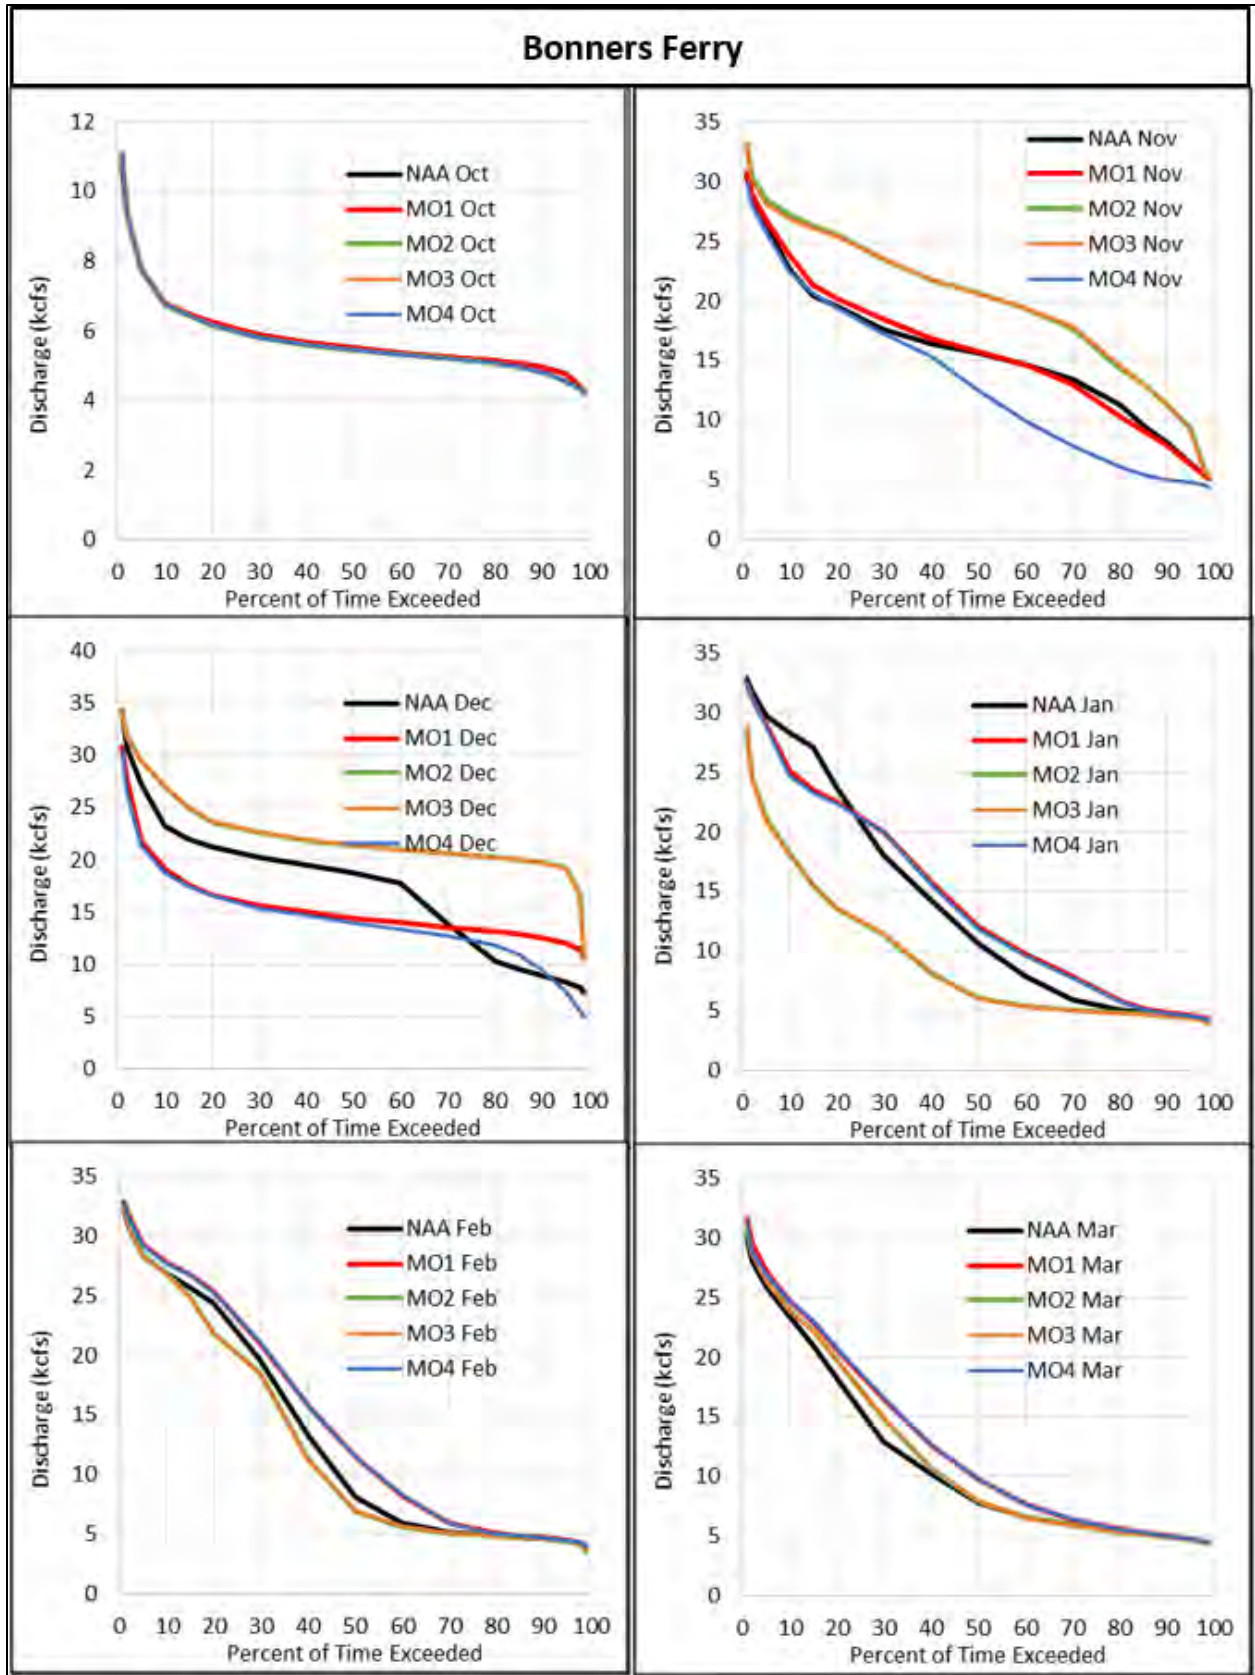 Bonners Ferry
12
10
8
6
4
2
0
Discharge (kcfs)
NAA Oct
MO1 Oct
MO2 Oct
MO3 Oct
MO4 Oct
0 10 20 30 40 50 60 70 80 90 100
Percent of Time Exceeded
35
30
25
20
15
10
5
0
Discharge (kcfs)
NAA Nov
MO1 Nov
MO2 Nov
MO3 Nov
MO4 Nov
0 10 20 30 40 50 60 70 80 90 100
Percent of Time Exceeded
40
35
30
25
20
15
10
5
0
Discharge (kcfs)
NAA Dec
MO1 Dec
MO2 Dec
MO3 Dec
MO4 Dec
0 10 20 30 40 50 60 70 80 90 100
Percent of Time Exceeded
35
30
25
20
15
10
5
0
Discharge (kcfs)
NAA Jan
MO1 Jan
MO2 Jan
MO3 Jan
MO4 Jan
0 10 20 30 40 50 60 70 80 90 100
Percent of Time Exceeded
35
30
25
20
15
10
5
0
Discharge (kcfs)
NAA Feb
MO1 Feb
MO2 Feb
MO3 Feb
MO4 Feb
0 10 20 30 40 50 60 70 80 90 100
Percent of Time Exceeded
35
30
25
20
15
10
5
0
Discharge (kcfs)
NAA Mar
MO1 Mar
MO2 Mar
MO3 Mar
MO4 Mar
0 10 20 30 40 50 60 70 80 90 100
Percent of Time Exceeded